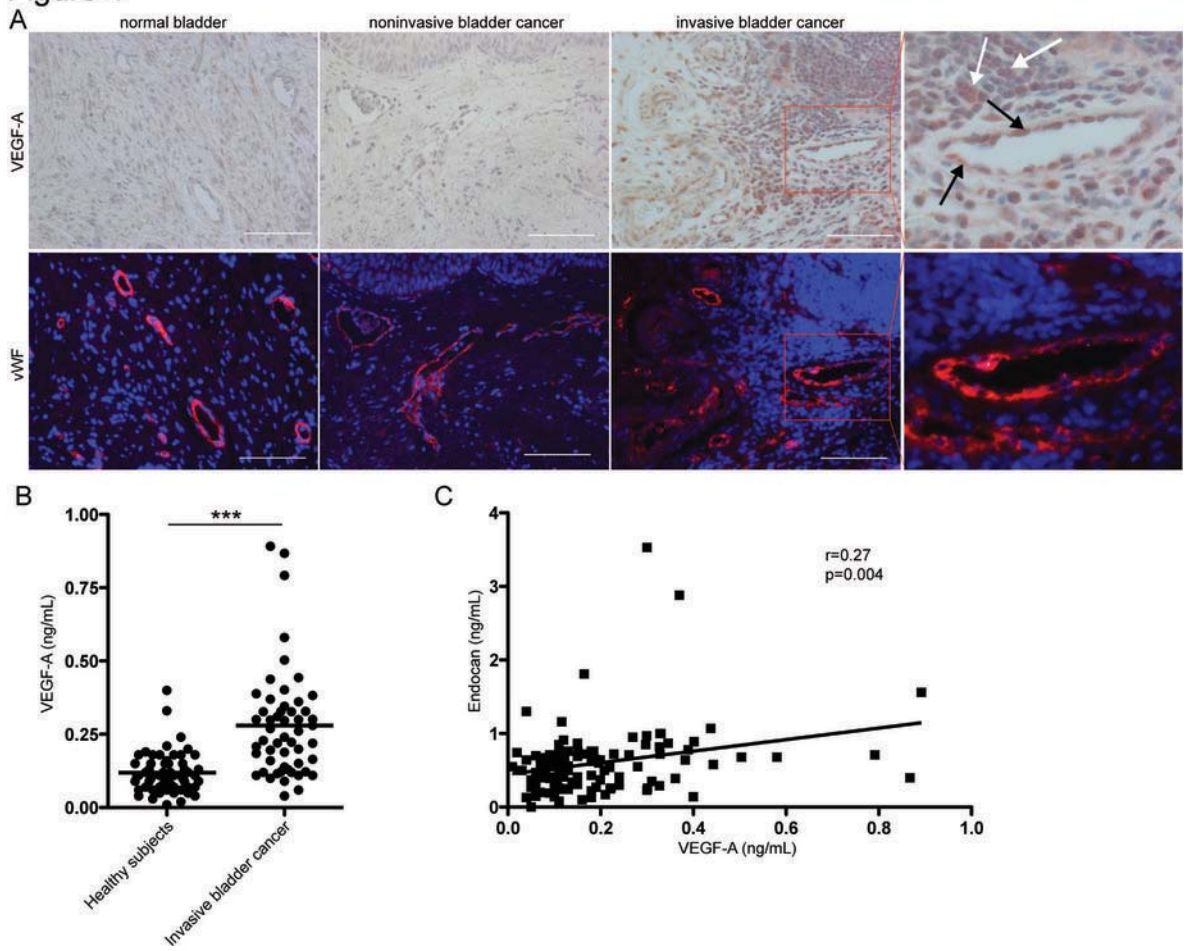 A
normal bladder
noninvasive bladder cancer
invasive bladder cancer
VEGF-A
vWF
B
1.00
0.75
0.50
0.25
0.00
VEGF-A (ng/mL)
***
Healthy subjects
Invasive bladder cancer
C
4
3
2
1
0
Endocan (ng/mL)
r=0.27
p=0.004
0.0
0.2
0.4
0.6
0.8
1.0
VEGF-A (ng/mL)